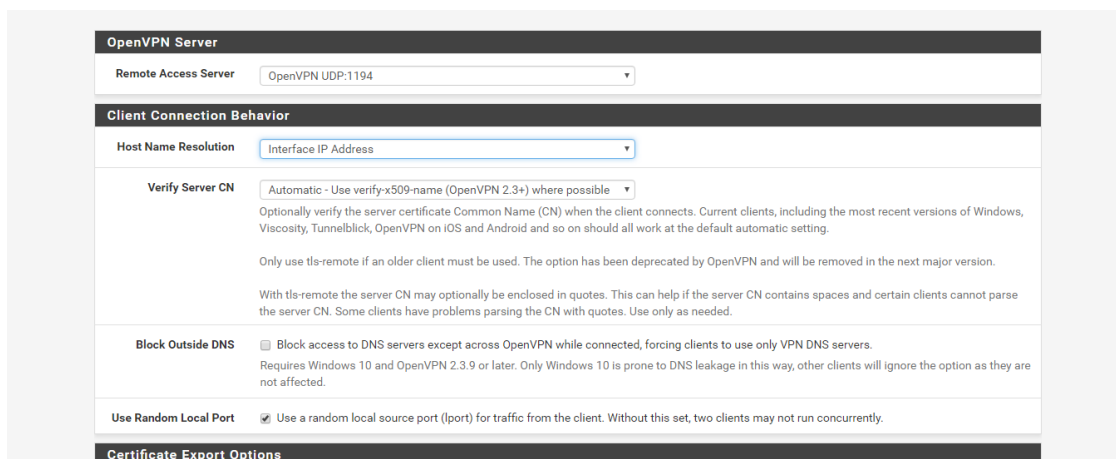 OpenVPN Server
Remote Access Server
OpenVPN UDP:1194
Client Connection Behavior
Host Name Resolution
Interface IP Address
Verify Server CN
Automatic - Use verify-x509-name (OpenVPN 2.3+) where possible
Optionally verify the server certificate Common Name (CN) when the client connects. Current clients, including the most recent versions of Windows,
Viscosity, Tunnelblick, OpenVPN on iOS and Android and so on should all work at the default automatic setting.
Only use tls-remote if an older client must be used. The option has been deprecated by OpenVPN and will be removed in the next major version.
With tls-remote the server CN may optionally be enclosed in quotes. This can help if the server CN contains spaces and certain clients cannot parse
the server CN. Some clients have problems parsing the CN with quotes. Use only as needed.
Block Outside DNS
Block access to DNS servers except across OpenVPN while connected, forcing clients to use only VPN DNS servers.
Requires Windows 10 and OpenVPN 2.3.9 or later. Only Windows 10 is prone to DNS leakage in this way, other clients will ignore the option as they are
not affected.
Use Random Local Port
Use a random local source port (lport) for traffic from the client. Without this set, two clients may not run concurrently.
Certificate Export Options